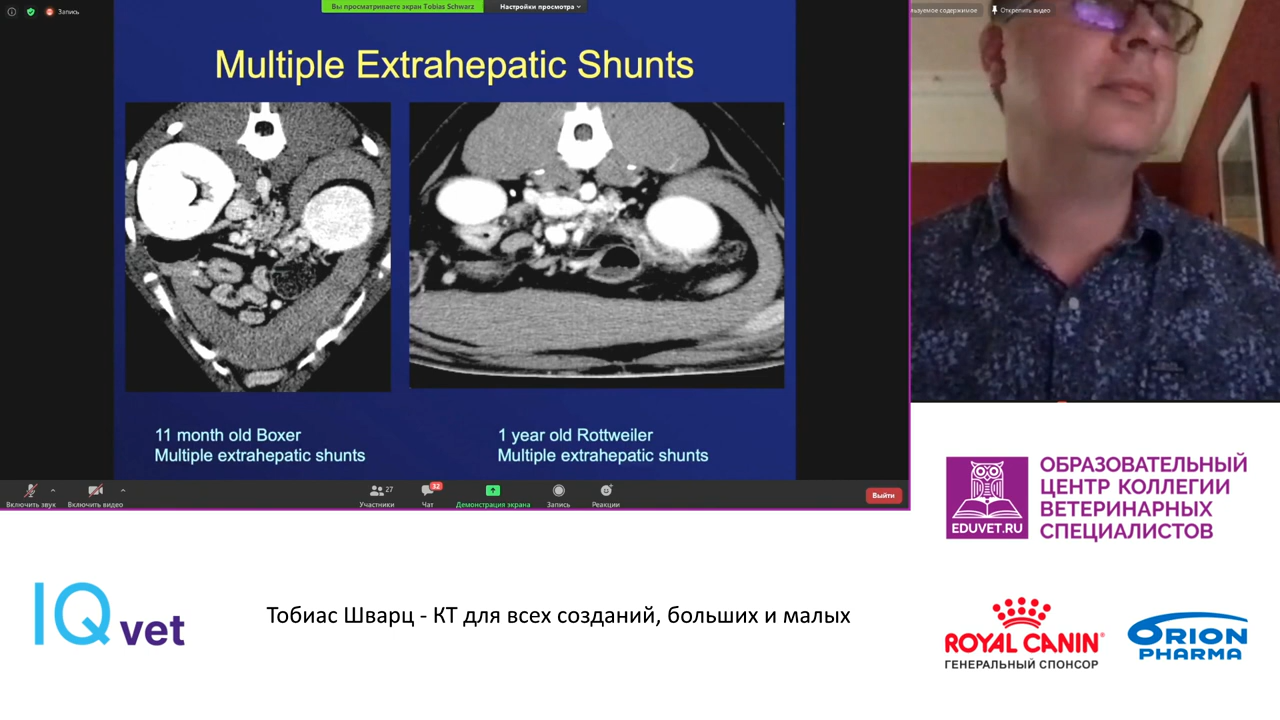 Запись
Вы просматриваете экран Tobias Schwarz
Настройки просмотра
Открепить видео
Multiple Extrahepatic Shunts
11 month old Boxer
Multiple extrahepatic shunts
1 year old Rottweiler
Multiple extrahepatic shunts
Включить звук
Включить видео
27
Участники
32
Чат
Демонстрация экрана
Запись
Реакции
Выйти
EDUVET.RU
ОБРАЗОВАТЕЛЬНЫЙ
ЦЕНТР КОЛЛЕГИИ
ВЕТЕРИНАРНЫХ
СПЕЦИАЛИСТОВ
IQ vet
Тобиас Шварц - КТ для всех созданий, больших и малых
ROYAL CANIN
ГЕНЕРАЛЬНЫЙ СПОНСОР
ORION
PHARMA